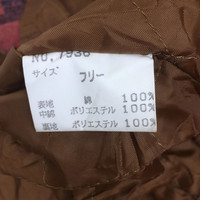 NO. 7936
サイズ
フリー
表地 綿 100%
中綿 ポリエステル 100%
裏地 ポリエステル 100%